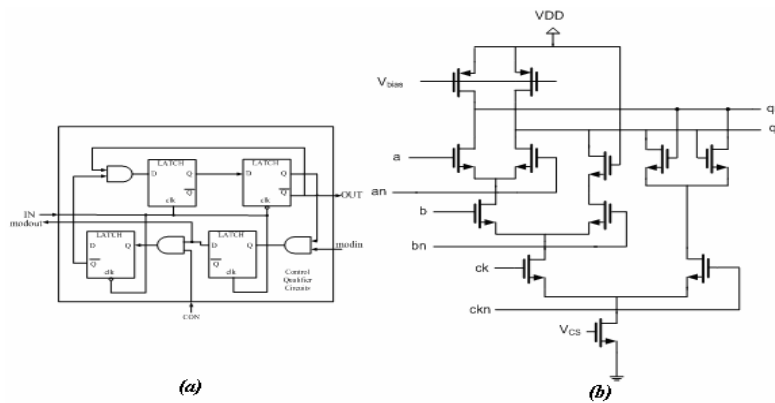 VDD
Vbias
q
q
a
an
b
bn
ck
ckn
VCS
(b)
LATCH
D Q
Q
clk
LATCH
D Q
Q
clk
OUT
IN
modout
LATCH
D Q
Q
clk
LATCH
D Q
Q
clk
modin
Control
Qualifier
Circuits
CON
(a)